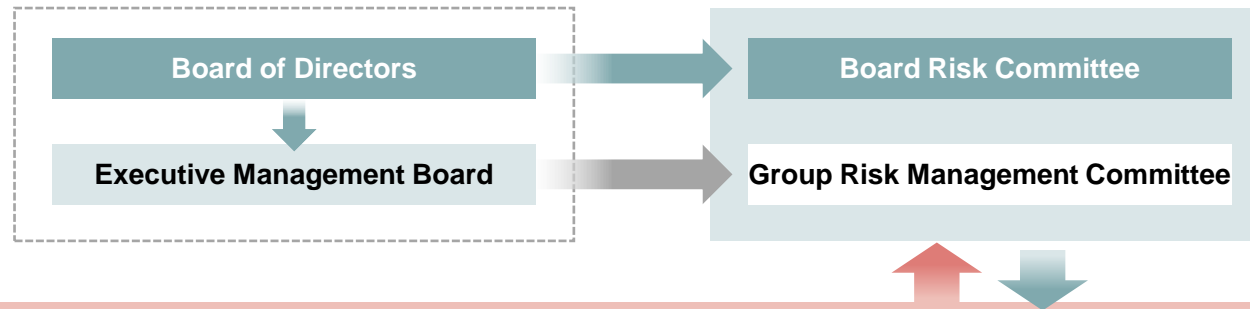 Board of Directors
Board Risk Committee
Executive Management Board
Group Risk Management Committee